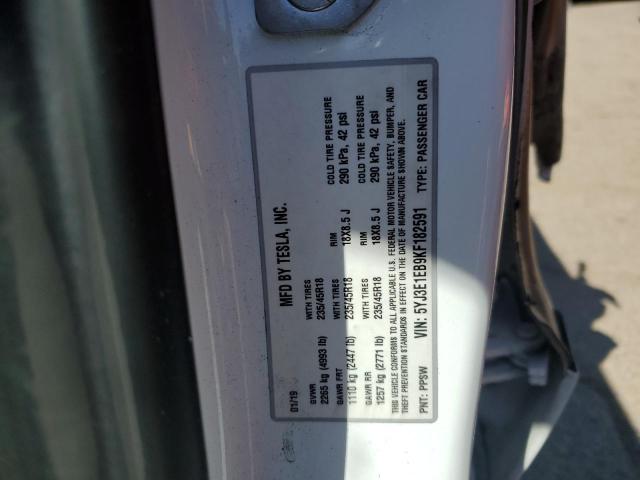 MFD BY TESLA, INC.
01/19
GVWR WITH TIRES RIM COLD TIRE PRESSURE
2265 kg (4993 lb) 235/45R18 290 kPa, 42 psi
GAWR FRT WITH TIRES RIM COLD TIRE PRESSURE
1110 kg (2447 lb) 235/45R18 18X8.5 J 290 kPa, 42 psi
GAWR RR WITH TIRES RIM COLD TIRE PRESSURE
1257 kg (2771 lb) 235/45R18 18X8.5 J 290 kPa, 42 psi
THIS VEHICLE CONFORMS TO ALL APPLICABLE U.S. FEDERAL MOTOR VEHICLE SAFETY, BUMPER, AND
THEFT PREVENTION STANDARDS IN EFFECT ON THE DATE OF MANUFACTURE SHOWN ABOVE.
VIN: 5YJ3E1EB9KF182591 TYPE: PASSENGER CAR
PNT: PPSW